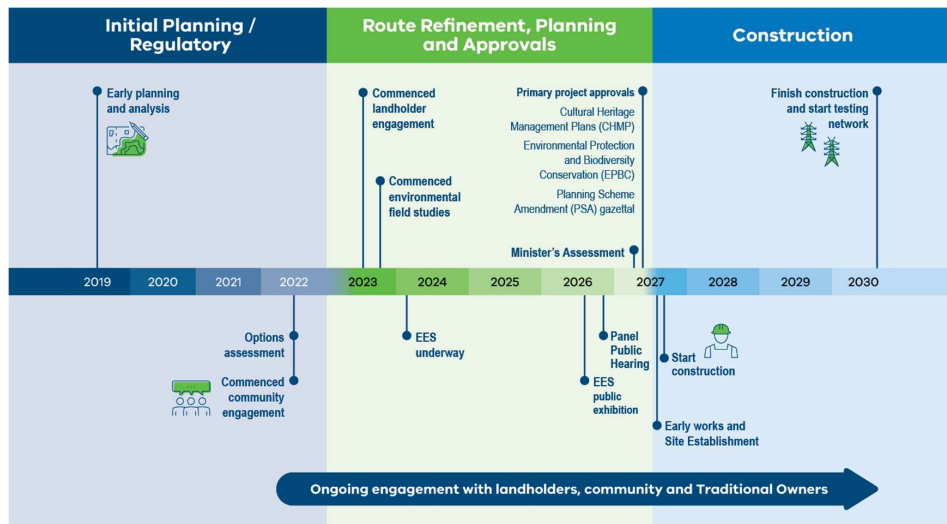 Initial Planning /
Regulatory
Route Refinement, Planning
and Approvals
Construction
Early planning
and analysis
Commenced
landholder
engagement
Commenced
environmental
field studies
Primary project approvals
Cultural Heritage
Management Plans (CHMP)
Environmental Protection
and Biodiversity
Conservation (EPBC)
Planning Scheme
Amendment (PSA) gazettal
Minister's Assessment
Finish construction
and start testing
network
2019 2020 2021 2022 2023 2024 2025 2026 2027 2028 2029 2030
Options
assessment
Commenced
community
engagement
EES
underway
EES
public
exhibition
Panel
Public
Hearing
Start
construction
Early works and
Site Establishment
Ongoing engagement with landholders, community and Traditional Owners